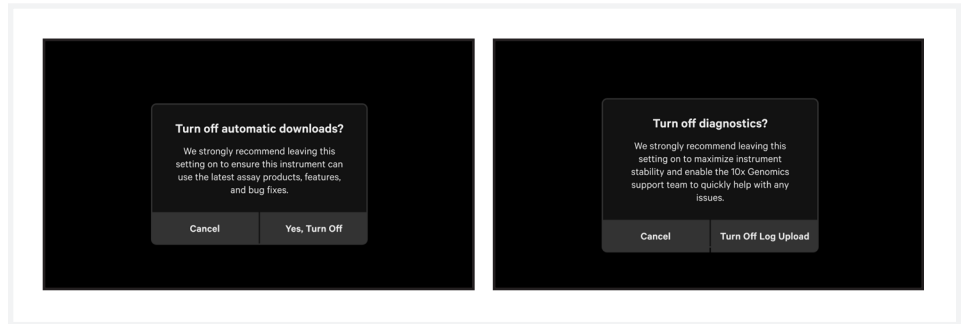 Turn off automatic downloads?
We strongly recommend leaving this
setting on to ensure this instrument can
use the latest assay products, features,
and bug fixes.
Cancel
Yes, Turn Off
Turn off diagnostics?
We strongly recommend leaving this
setting on to maximize instrument
stability and enable the 10x Genomics
support team to quickly help with any
issues.
Cancel
Turn Off Log Upload